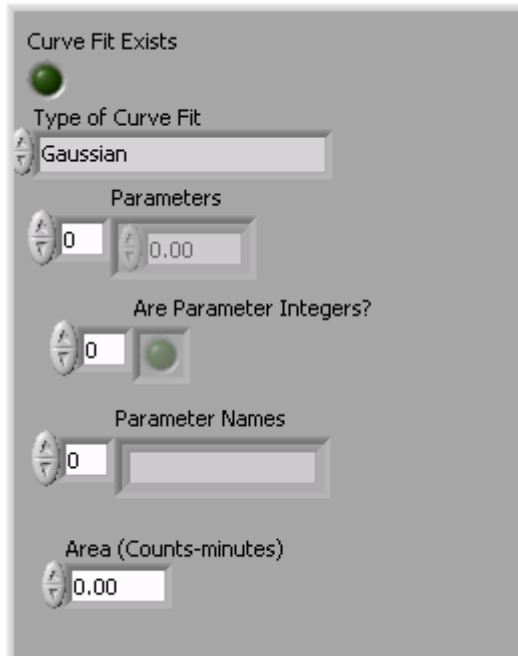 Curve Fit Exists
Type of Curve Fit
Gaussian
Parameters
0 0.00
Are Parameter Integers?
0
Parameter Names
0
Area (Counts-minutes)
0.00